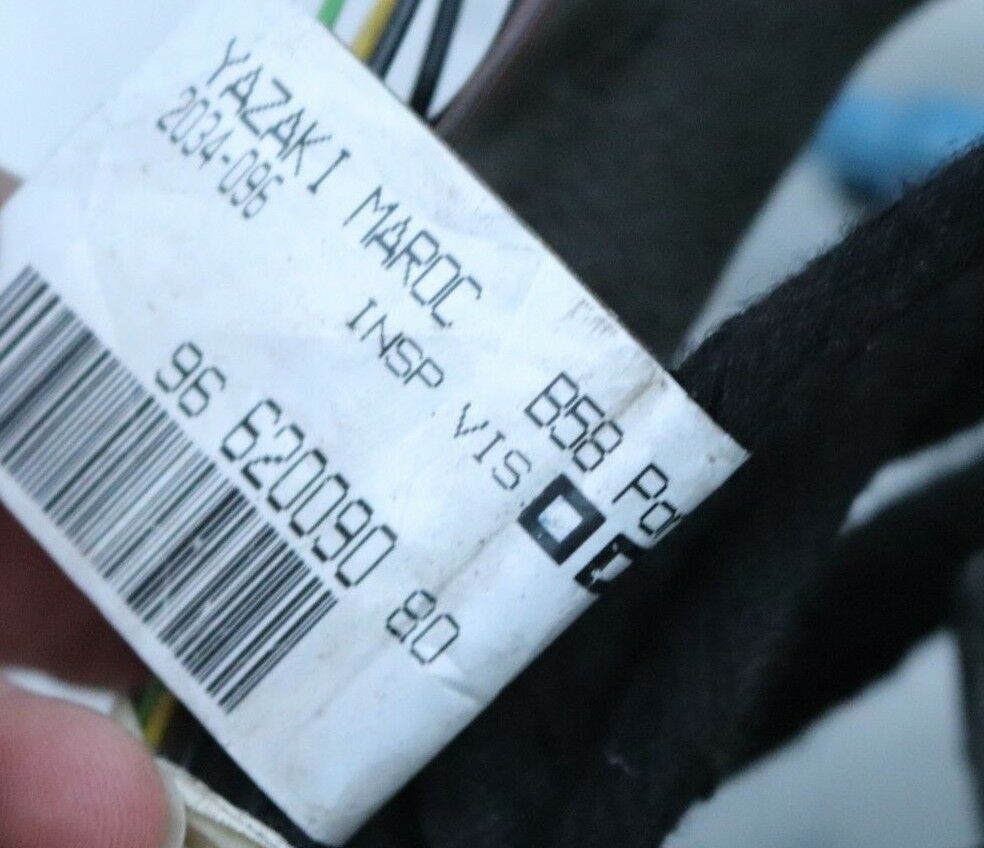 YAZAKI MAROC
2034-096
B58
INSP VIS
96 620090 80